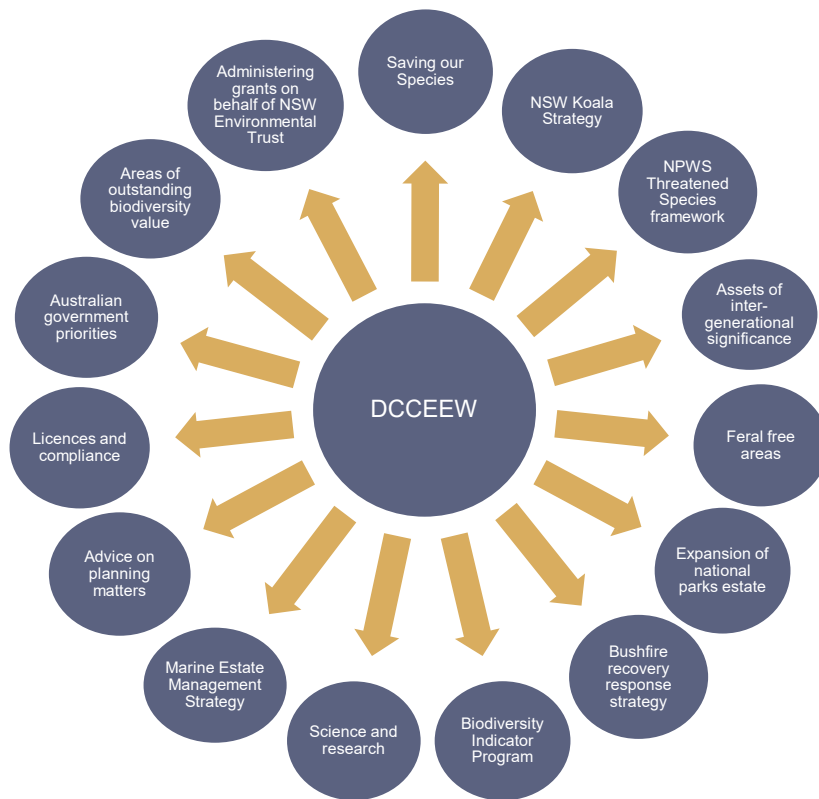 Saving our
Species
NSW Koala
Strategy
NPWS
Threatened
Species
framework
Assets of
inter-
generational
significance
Feral free
areas
Expansion of
national
parks estate
Bushfire
recovery
response
strategy
Biodiversity
Indicator
Program
Science and
research
Marine Estate
Management
Strategy
Advice on
planning
matters
Licences and
compliance
Australian
government
priorities
Areas of
outstanding
biodiversity
value
Administering
grants on
behalf of NSW
Environmental
Trust
DCCEEW